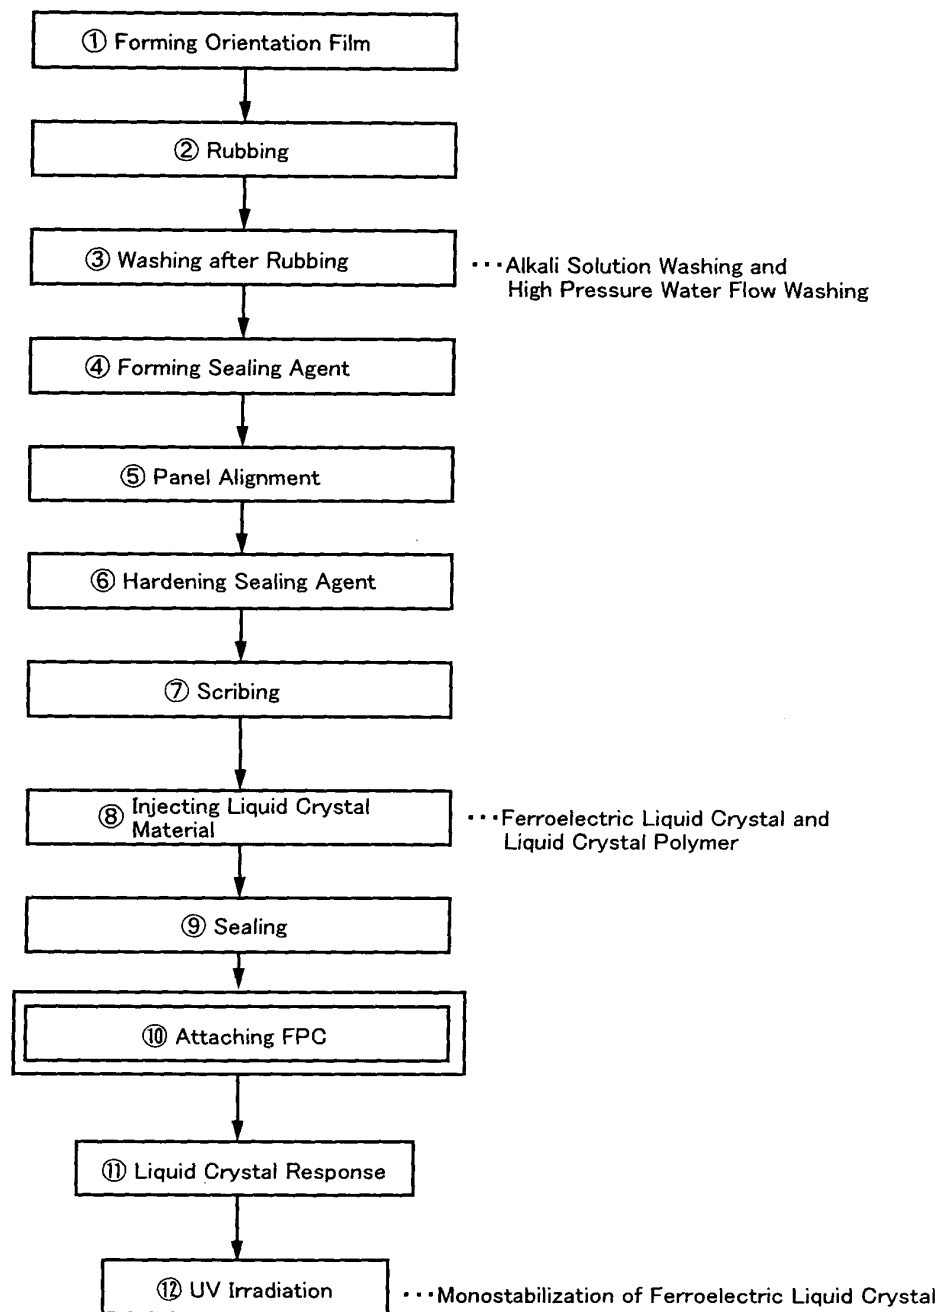 ① Forming Orientation Film
② Rubbing
③ Washing after Rubbing
･･･Alkali Solution Washing and
High Pressure Water Flow Washing
④ Forming Sealing Agent
⑤ Panel Alignment
⑥ Hardening Sealing Agent
⑦ Scribing
⑧ Injecting Liquid Crystal
Material
･･･Ferroelectric Liquid Crystal and
Liquid Crystal Polymer
⑨ Sealing
⑩ Attaching FPC
⑪ Liquid Crystal Response
⑫ UV Irradiation
･･･Monostabilization of Ferroelectric Liquid Crystal